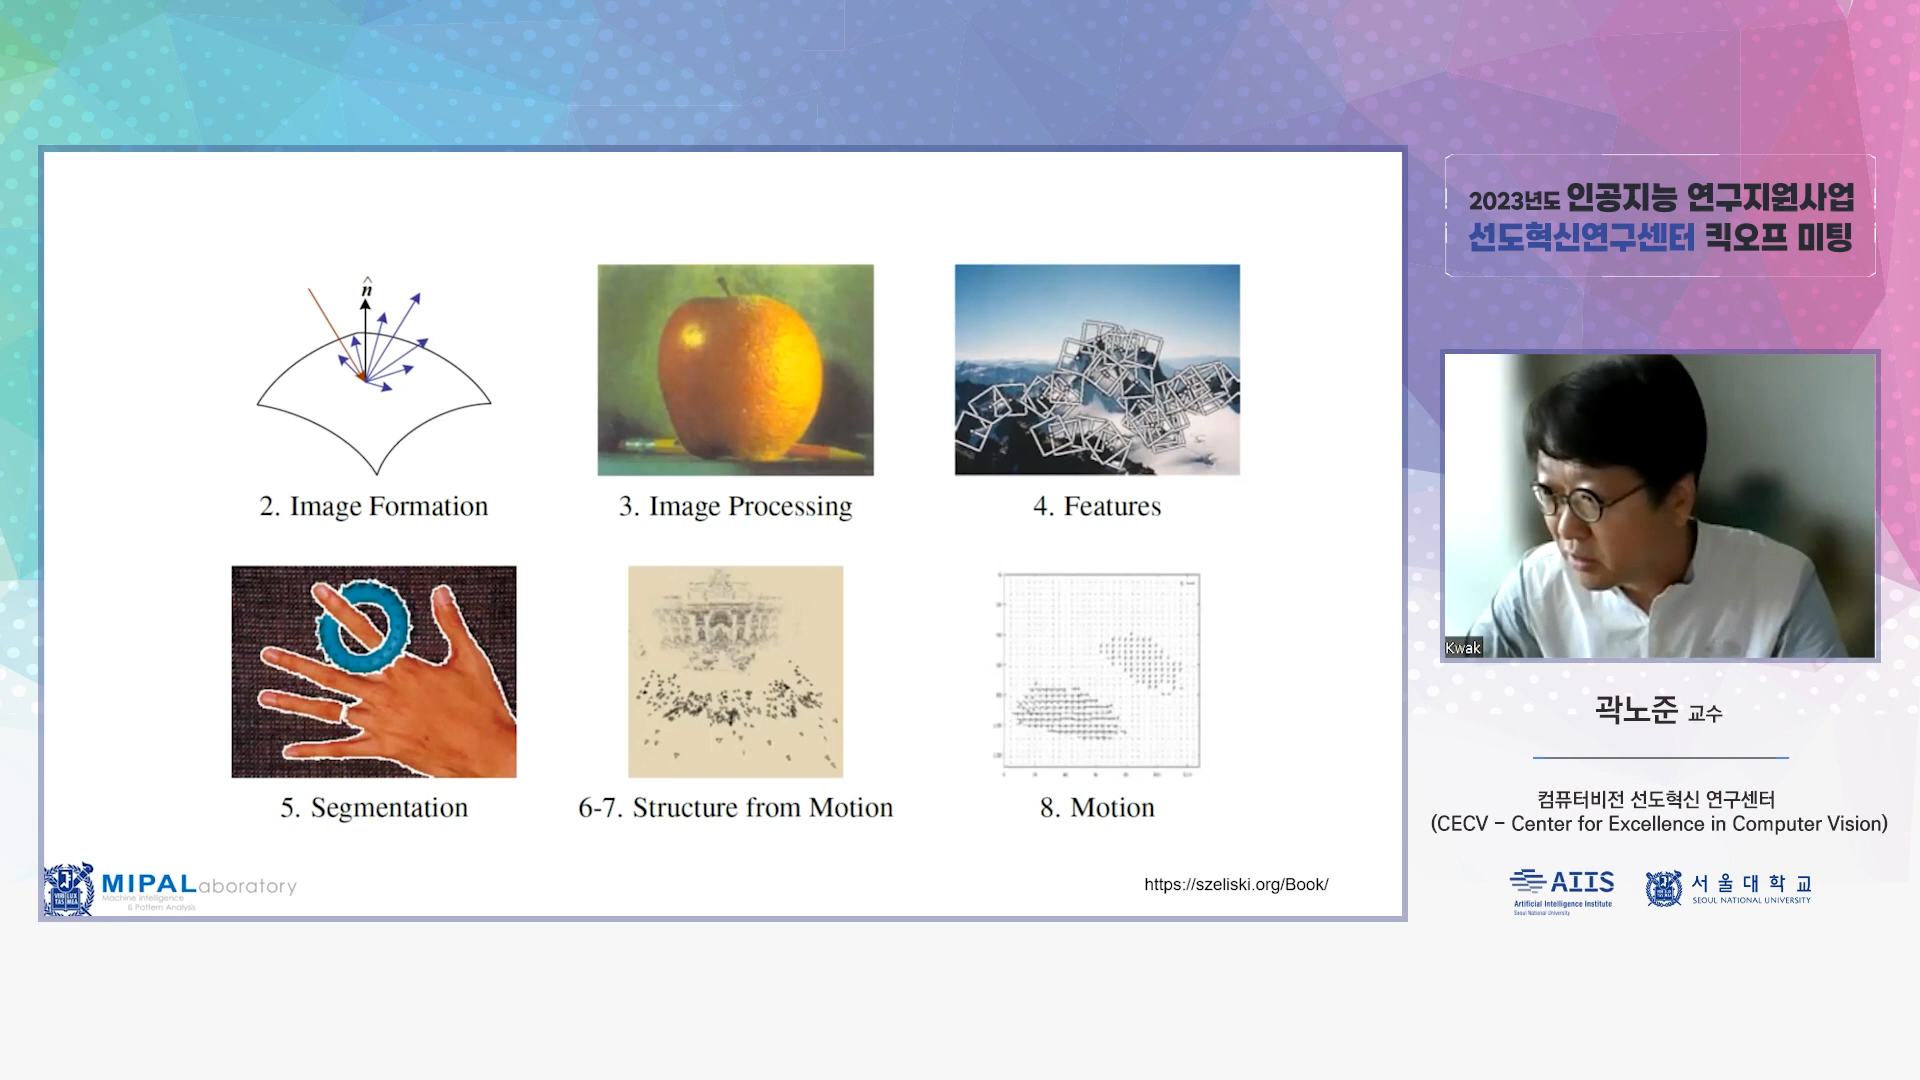 2023년도 인공지능 연구지원사업
선도혁신연구센터 킥오프 미팅
n̂
2. Image Formation
3. Image Processing
4. Features
5. Segmentation
6-7. Structure from Motion
8. Motion
MIPALaboratory
Machine Intelligence
& Pattern Analysis
https://szeliski.org/Book/
Kwak
곽노준 교수
컴퓨터비전 선도혁신 연구센터
(CECV – Center for Excellence in Computer Vision)
AIIS
Artificial Intelligence Institute
Seoul National University
서울대학교
SEOUL NATIONAL UNIVERSITY